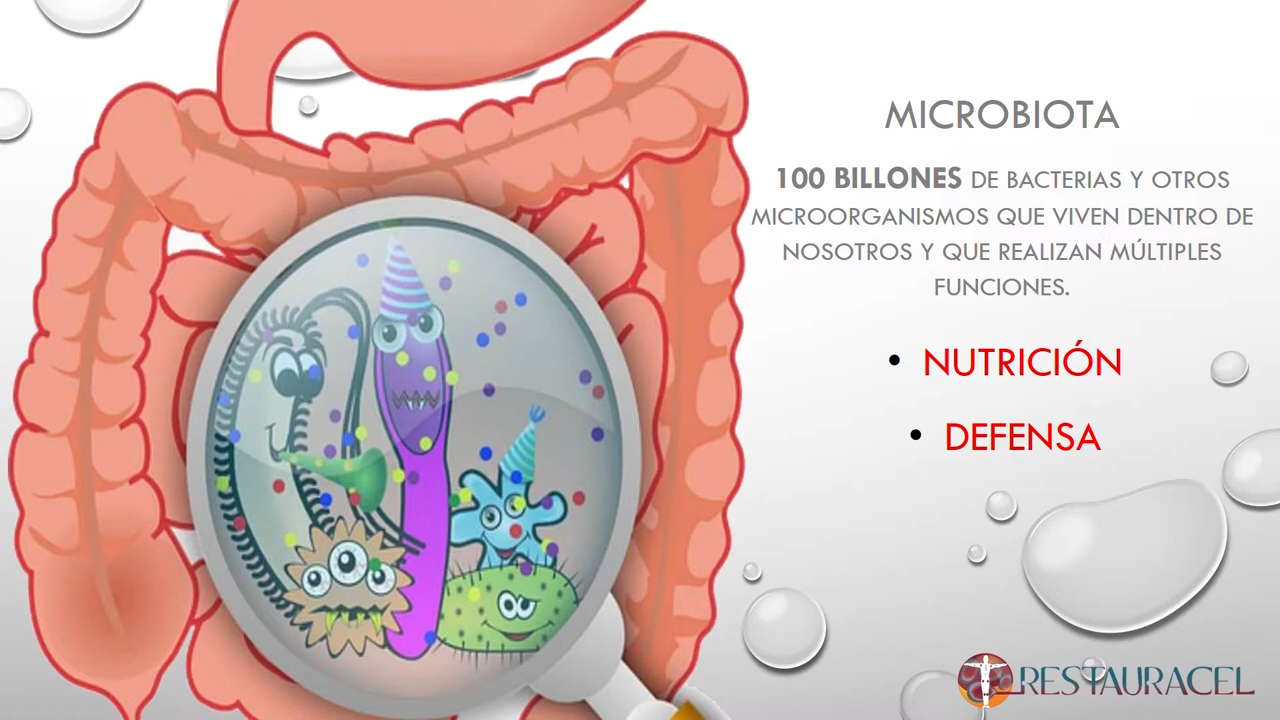 MICROBIOTA
100 BILLONES DE BACTERIAS Y OTROS
MICROORGANISMOS QUE VIVEN DENTRO DE
NOSOTROS Y QUE REALIZAN MÚLTIPLES
FUNCIONES.
• NUTRICIÓN
• DEFENSA
RESTAURACEL